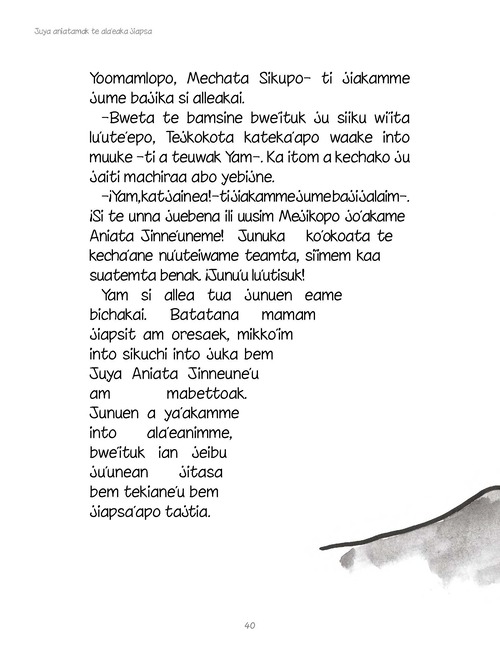 Juya aniatamak te ala'eaka jiapsa
Yoomamlopo, Mechata Sikupo- ti jiakamme
jume bajika si alleakai.
-Bweta te bamsine bwe'ituk ju siiku wiita
lu'ute'epo, Tejkokota kateka'apo waake into
muuke -ti a teuwak Yam-. Ka itom a kechako ju
jaiti machiraa abo yebijne.
-¡Yam, katjainea!-ti jiakamme jume bajijalaim-.
¡Si te unna juebena ili uusim Mejikopo jo'akame
Aniata Jinne'uneme! Junuka ko'okoata te
kecha'ane nu'uteiwame teamta, siimem kaa
suatemta benak. ¡Junu'u lu'utisuk!
Yam si allea tua junuen eame
bichakai. Batatana mamam
jiapsit am oresaek, mikko'im
into sikuchi into juka bem
Juya Aniata Jinneune'u
am mabettoak.
Junuen a ya'akamme
into ala'eanimme,
bwe'ituk ian jeibu
ju'unean jitasa
bem tekiane'u bem
jiapsa'apo tajtia.
40